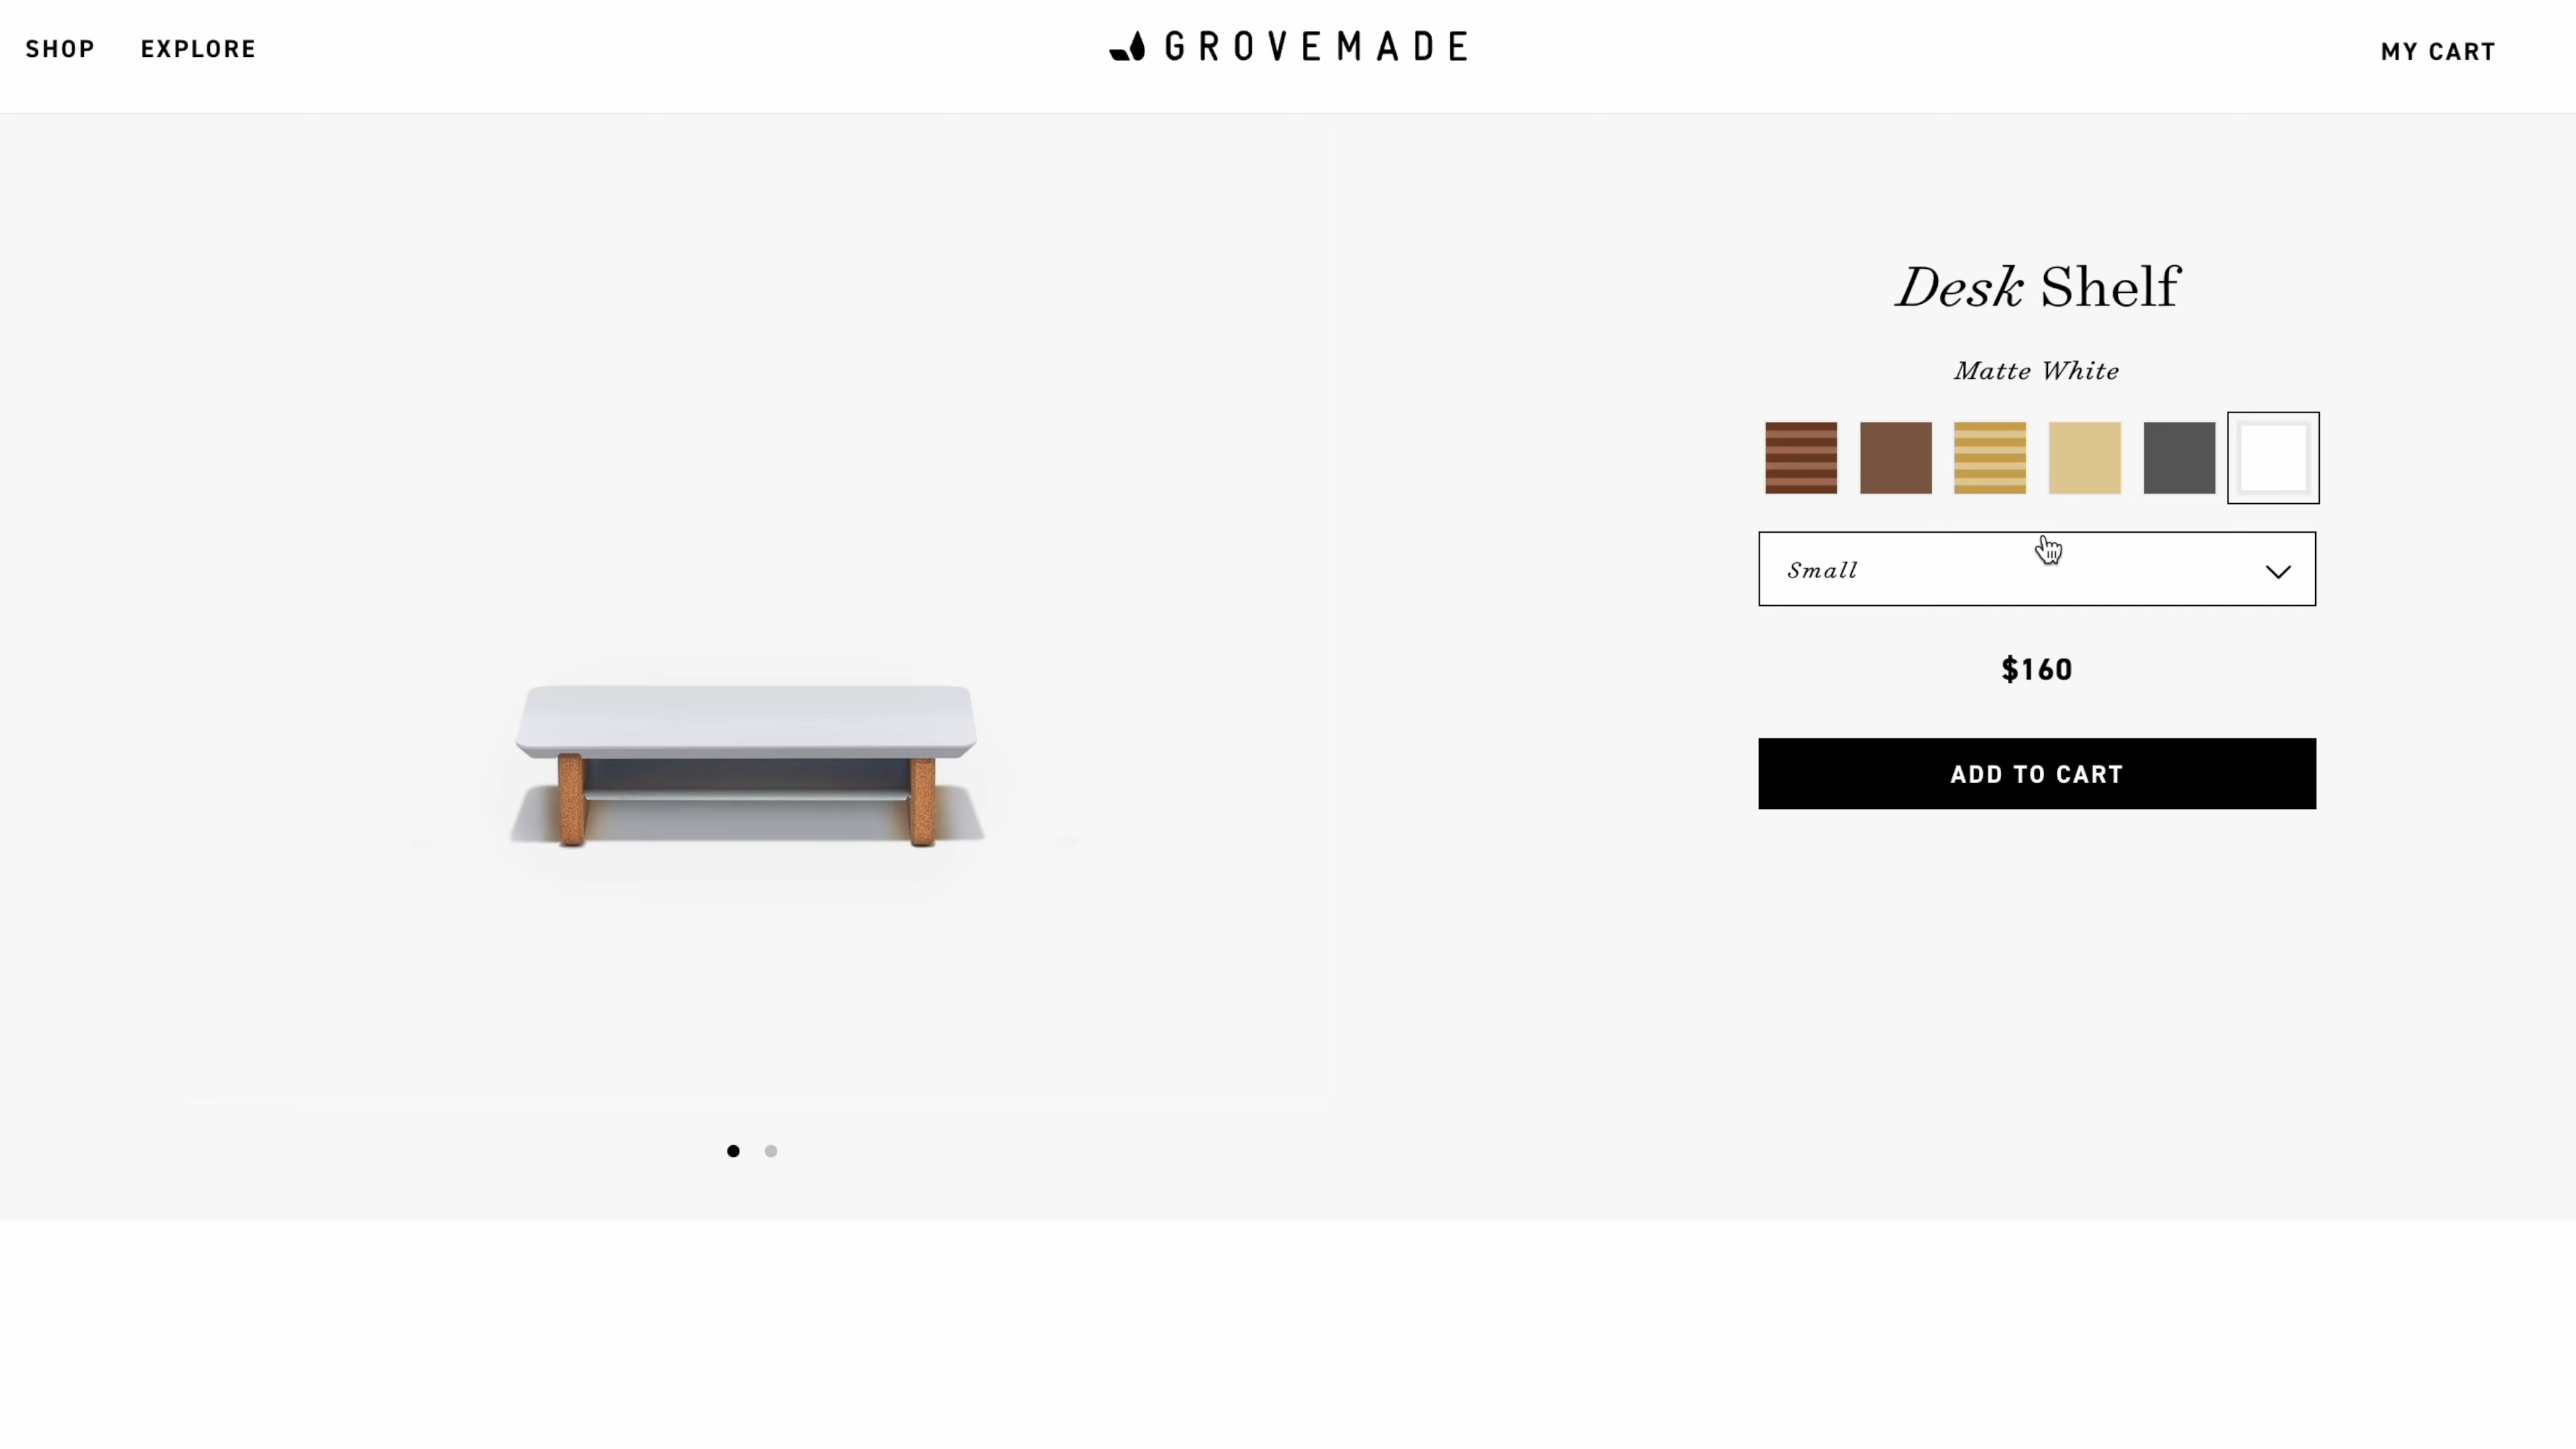 SHOP EXPLORE GROVEMADE MY CART
Desk Shelf
Matte White
Small
$160
ADD TO CART